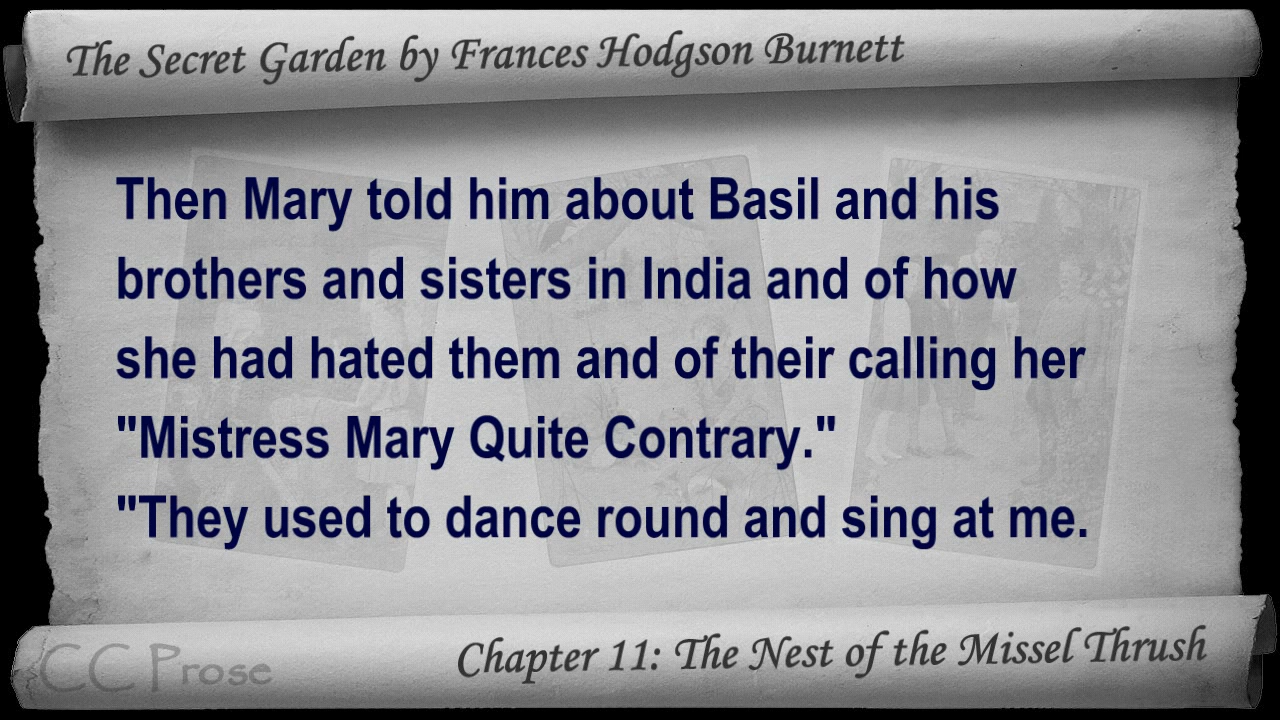 The Secret Garden by Frances Hodgson Burnett
Then Mary told him about Basil and his
brothers and sisters in India and of how
she had hated them and of their calling her
"Mistress Mary Quite Contrary."
"They used to dance round and sing at me.
CC Prose
Chapter 11: The Nest of the Missel Thrush